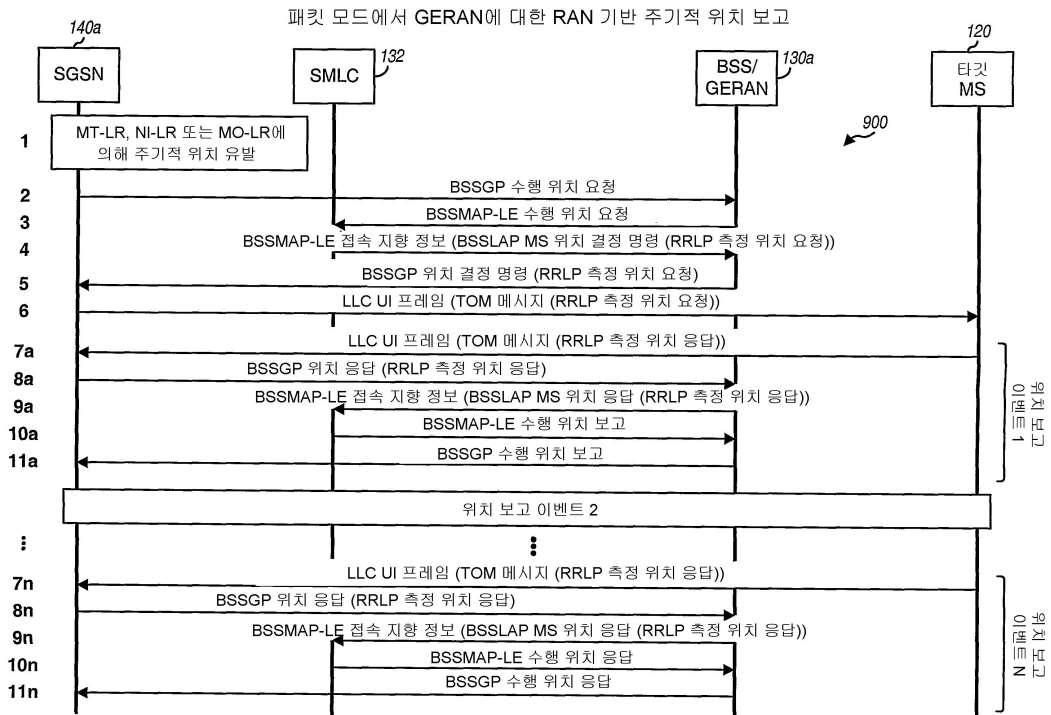 패킷 모드에서 GERAN에 대한 RAN 기반 주기적 위치 보고
140a
SGSN
132
SMLC
130a
BSS/
GERAN
120
타깃
MS
900
1
MT-LR, NI-LR 또는 MO-LR에
의해 주기적 위치 유발
2
BSSGP 수행 위치 요청
3
BSSMAP-LE 수행 위치 요청
4
BSSMAP-LE 접속 지향 정보 (BSSLAP MS 위치 결정 명령 (RRLP 측정 위치 요청))
5
BSSGP 위치 결정 명령 (RRLP 측정 위치 요청)
6
LLC UI 프레임 (TOM 메시지 (RRLP 측정 위치 요청))
7a
LLC UI 프레임 (TOM 메시지 (RRLP 측정 위치 응답))
8a
BSSGP 위치 응답 (RRLP 측정 위치 응답)
9a
BSSMAP-LE 접속 지향 정보 (BSSLAP MS 위치 응답 (RRLP 측정 위치 응답))
10a
BSSMAP-LE 수행 위치 보고
11a
BSSGP 수행 위치 보고
위치 보고
이벤트 1
위치 보고 이벤트 2
7n
LLC UI 프레임 (TOM 메시지 (RRLP 측정 위치 응답))
8n
BSSGP 위치 응답 (RRLP 측정 위치 응답)
9n
BSSMAP-LE 접속 지향 정보 (BSSLAP MS 위치 응답 (RRLP 측정 위치 응답))
10n
BSSMAP-LE 수행 위치 응답
11n
BSSGP 수행 위치 응답
위치 보고
이벤트 N